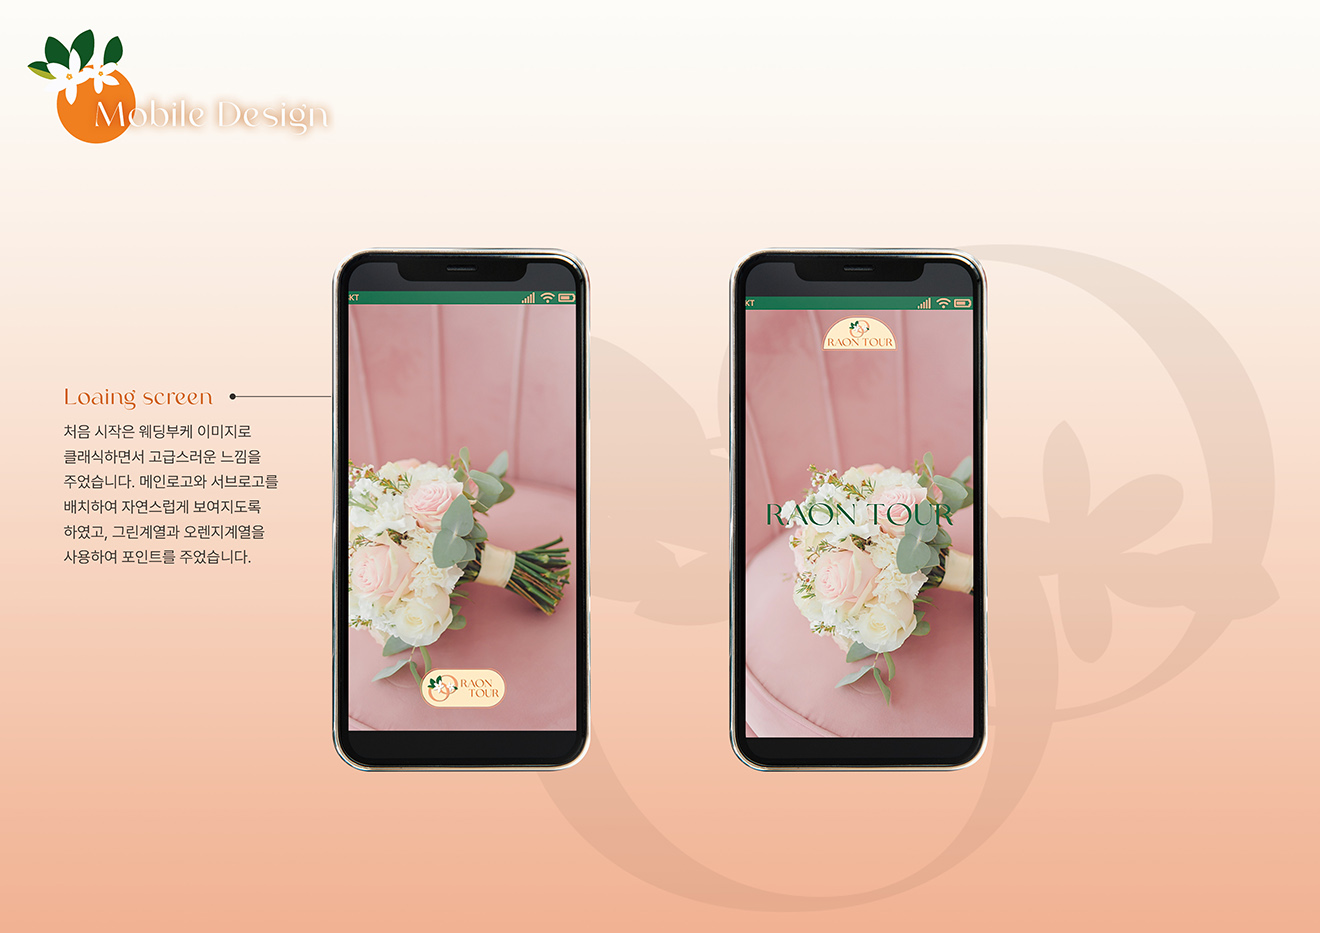 Mobile Design
KT
KT
RAON TOUR
Loaing screen
처음 시작은 웨딩부케 이미지로
클래식하면서 고급스러운 느낌을
주었습니다. 메인로고와 서브로고를
배치하여 자연스럽게 보여지도록
하였고, 그린계열과 오렌지계열을
사용하여 포인트를 주었습니다.
RAON TOUR
RAON
TOUR